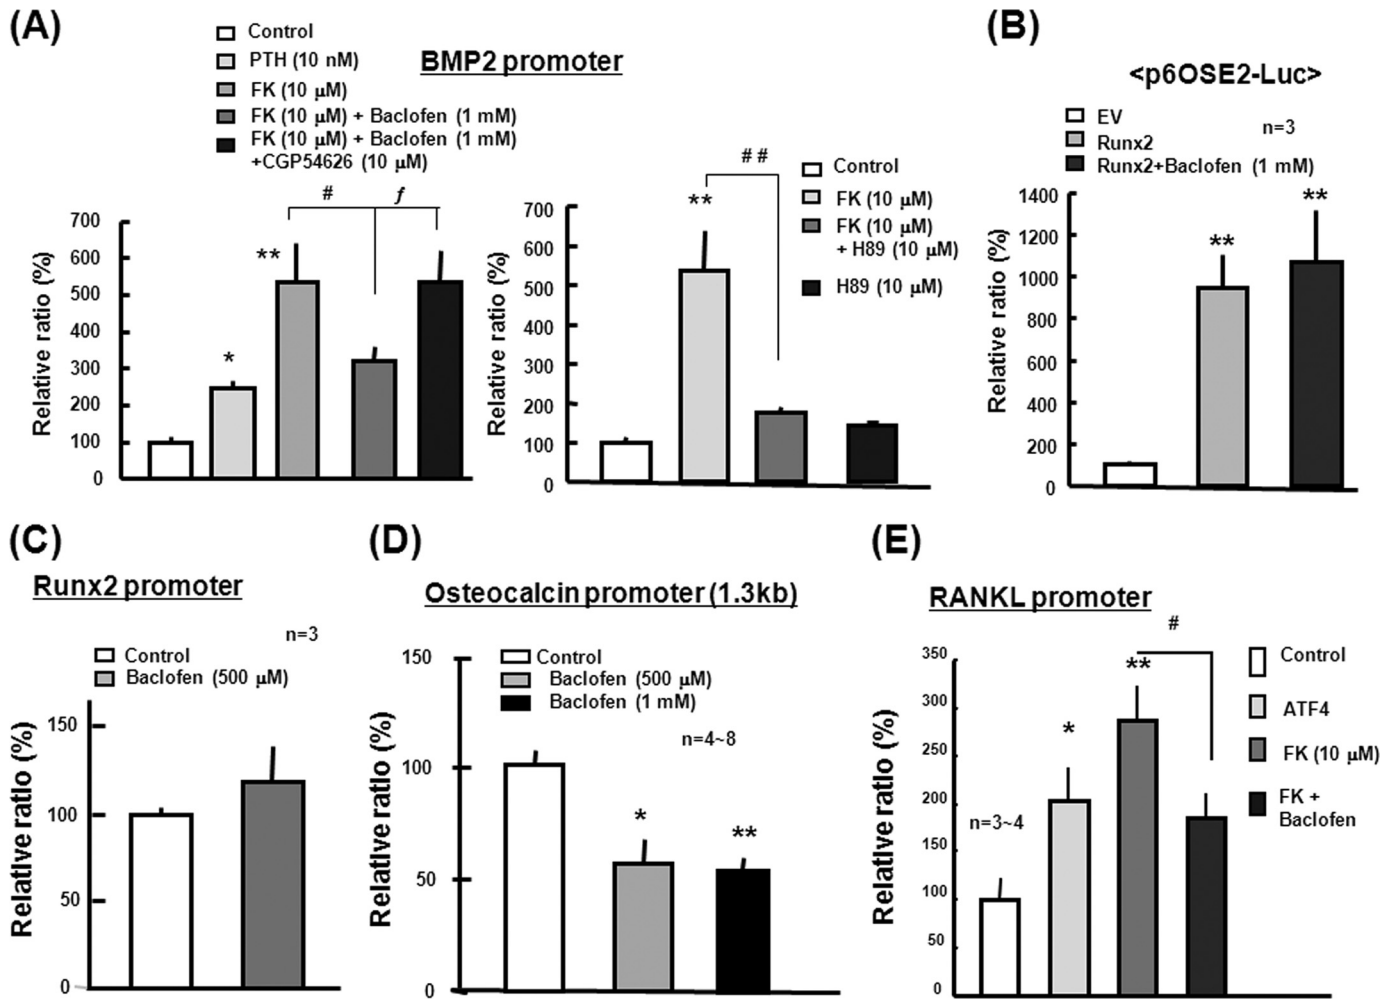 (A)
Control
PTH (10 nM)
FK (10 μM)
FK (10 μM) + Baclofen (1 mM)
FK (10 μM) + Baclofen (1 mM)
+CGP54626 (10 μM)
BMP2 promoter
# ƒ
** *
Relative ratio (%)
700
600
500
400
300
200
100
0
Control
FK (10 μM)
FK (10 μM)
+ H89 (10 μM)
H89 (10 μM)
# #
**
Relative ratio (%)
700
600
500
400
300
200
100
0
(B)
<p6OSE2-Luc>
EV
Runx2
Runx2+Baclofen (1 mM)
n=3
** **
Relative ratio (%)
1400
1200
1000
800
600
400
200
0
(C)
Runx2 promoter
n=3
Control
Baclofen (500 μM)
Relative ratio (%)
150
100
50
0
(D)
Osteocalcin promoter (1.3kb)
Control
Baclofen (500 μM)
Baclofen (1 mM)
n=4~8
* **
Relative ratio (%)
150
100
50
0
(E)
RANKL promoter
#
** *
n=3~4
Control
ATF4
FK (10 μM)
FK +
Baclofen
Relative ratio (%)
350
300
250
200
150
100
50
0